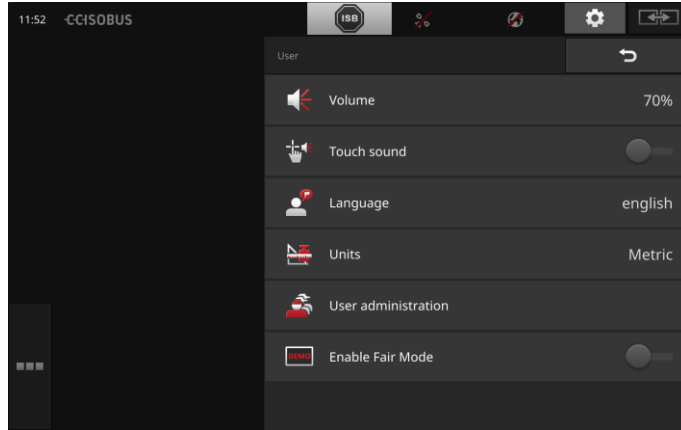 11:52 CCISOBUS
ISB
User
Volume 70%
Touch sound
Language english
Units Metric
User administration
DEMO Enable Fair Mode